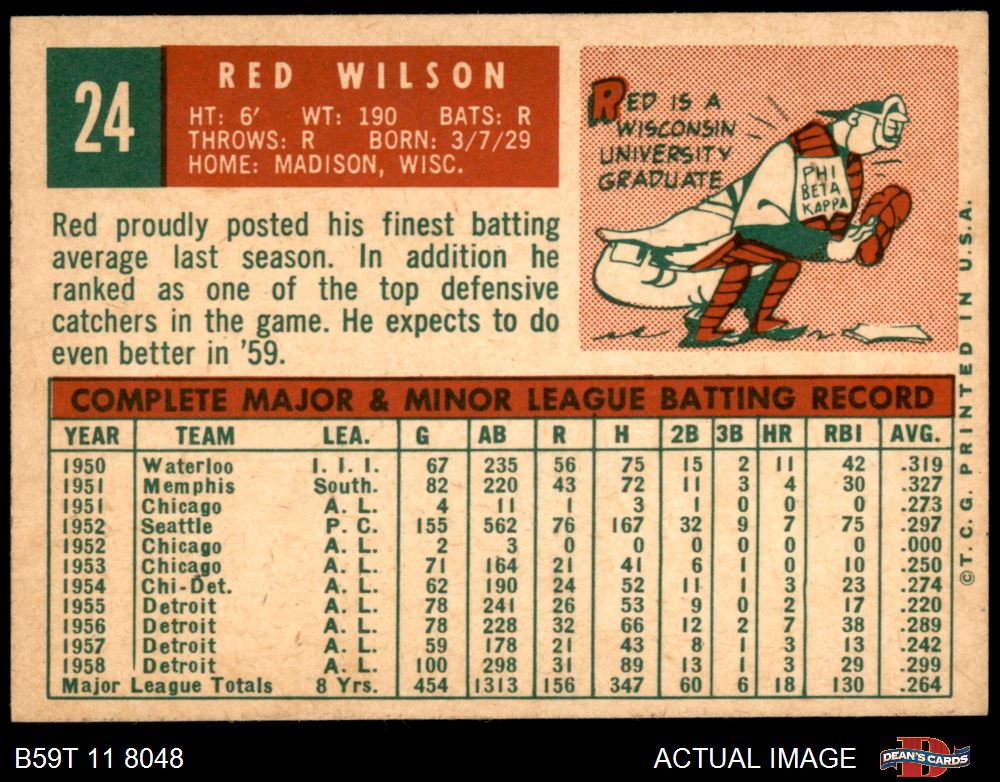 24
RED WILSON
HT: 6' WT: 190 BATS: R
THROWS: R BORN: 3/7/29
HOME: MADISON, WISC.
RED IS A
WISCONSIN
UNIVERSITY
GRADUATE
PHI
BETA
KAPPA
Red proudly posted his finest batting
average last season. In addition he
ranked as one of the top defensive
catchers in the game. He expects to do
even better in '59.
COMPLETE MAJOR & MINOR LEAGUE BATTING RECORD
YEAR TEAM LEA. G AB R H 2B 3B HR RBI AVG.
1950 Waterloo I. I. I. 67 235 56 75 15 2 11 42 .319
1951 Memphis South. 82 220 43 72 11 3 4 30 .327
1951 Chicago A. L. 4 11 1 3 1 0 0 0 .273
1952 Seattle P. C. 155 562 76 167 32 9 7 75 .297
1952 Chicago A. L. 2 3 0 0 0 0 0 0 .000
1953 Chicago A. L. 71 164 21 41 6 1 0 10 .250
1954 Chi-Det. A. L. 62 190 24 52 11 1 3 23 .274
1955 Detroit A. L. 78 241 26 53 9 0 2 17 .220
1956 Detroit A. L. 78 228 32 66 12 2 7 38 .289
1957 Detroit A. L. 59 178 21 43 8 1 3 13 .242
1958 Detroit A. L. 100 298 31 89 13 1 3 29 .299
Major League Totals 8 Yrs. 454 1313 156 347 60 6 18 130 .264
© T. C. G. PRINTED IN U.S.A.
B59T 11 8048
ACTUAL IMAGE
DEAN'S CARDS